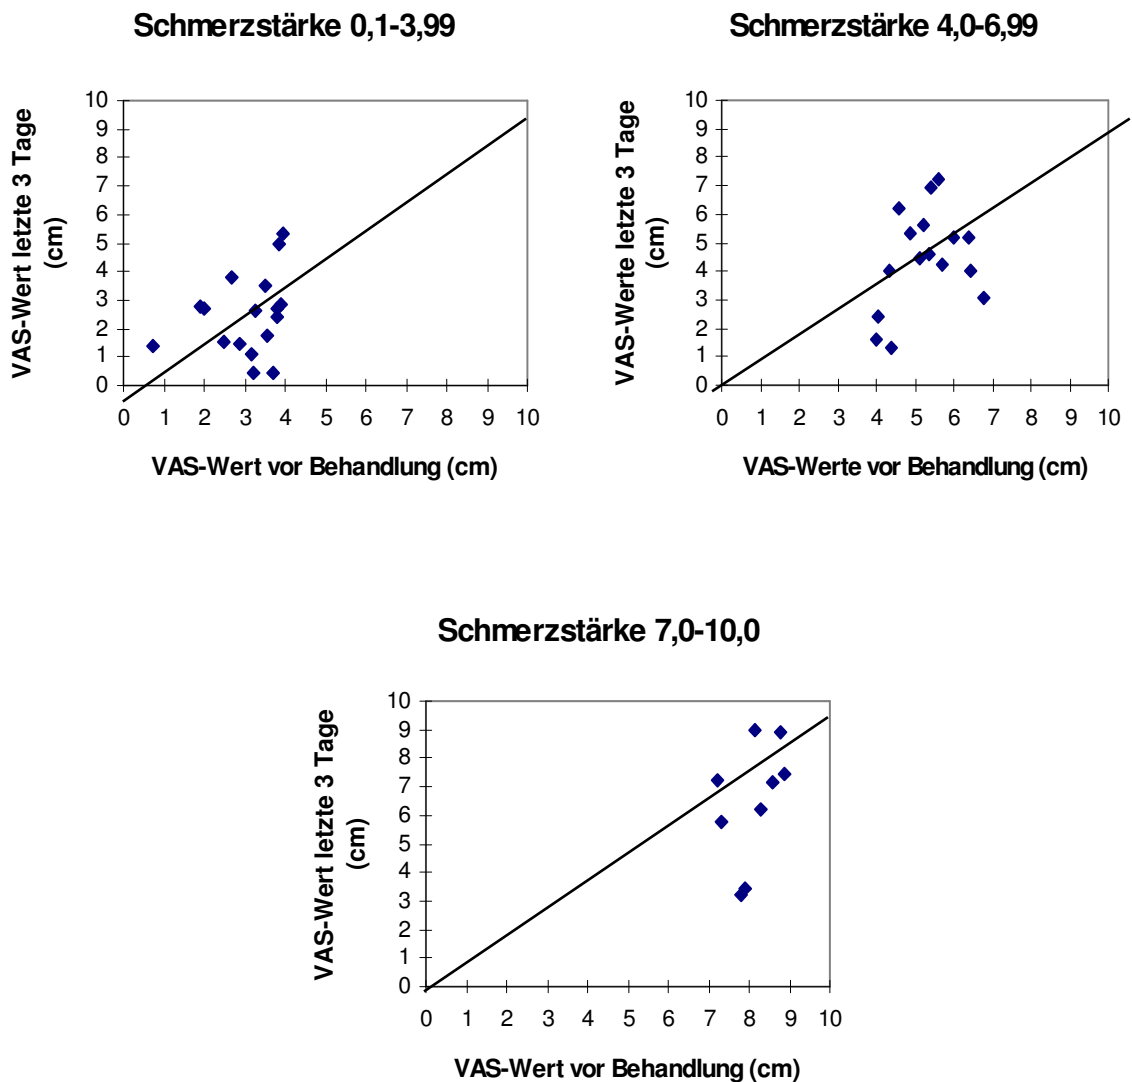 Schmerzstärke 0,1-3,99
VAS-Wert letzte 3 Tage
(cm)
10
9
8
7
6
5
4
3
2
1
0
0 1 2 3 4 5 6 7 8 9 10
VAS-Wert vor Behandlung (cm)
Schmerzstärke 4,0-6,99
VAS-Werte letzte 3 Tage
(cm)
10
9
8
7
6
5
4
3
2
1
0
0 1 2 3 4 5 6 7 8 9 10
VAS-Werte vor Behandlung (cm)
Schmerzstärke 7,0-10,0
VAS-Wert letzte 3 Tage
(cm)
10
9
8
7
6
5
4
3
2
1
0
0 1 2 3 4 5 6 7 8 9 10
VAS-Wert vor Behandlung (cm)